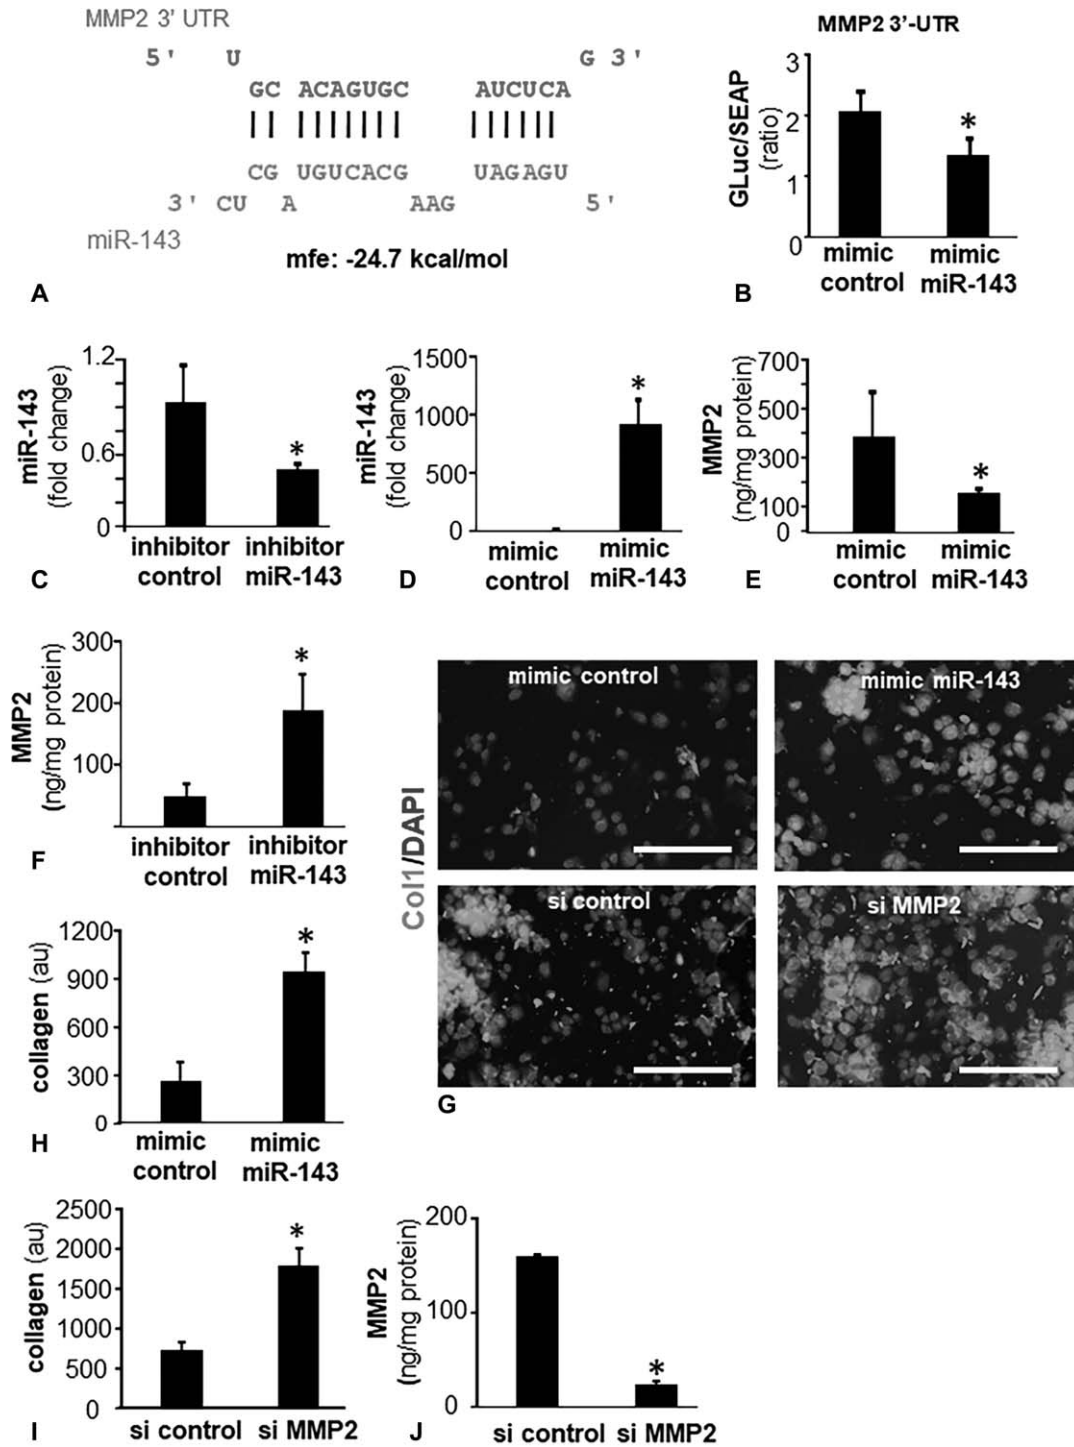 MMP2 3' UTR
5' U G 3'
GC ACAGUGC AUCUCA
CG UGUCACG UAGAGU
3' CU A AAG 5'
miR-143
mfe: -24.7 kcal/mol
A
MMP2 3'-UTR
GLuc/SEAP
(ratio)
3
2
1
0
mimic control
mimic miR-143
*
B
miR-143
(fold change)
1.2
0.6
0
inhibitor control
inhibitor miR-143
*
C
miR-143
(fold change)
1500
1000
500
0
mimic control
mimic miR-143
*
D
MMP2
(ng/mg protein)
700
500
300
100
0
mimic control
mimic miR-143
*
E
MMP2
(ng/mg protein)
300
200
100
inhibitor control
inhibitor miR-143
*
F
Col1/DAPI
mimic control
mimic miR-143
si control
si MMP2
G
collagen (au)
1200
900
600
300
0
mimic control
mimic miR-143
*
H
collagen (au)
2500
2000
1500
1000
500
0
si control
si MMP2
*
I
MMP2
(ng/mg protein)
200
100
0
si control
si MMP2
*
J